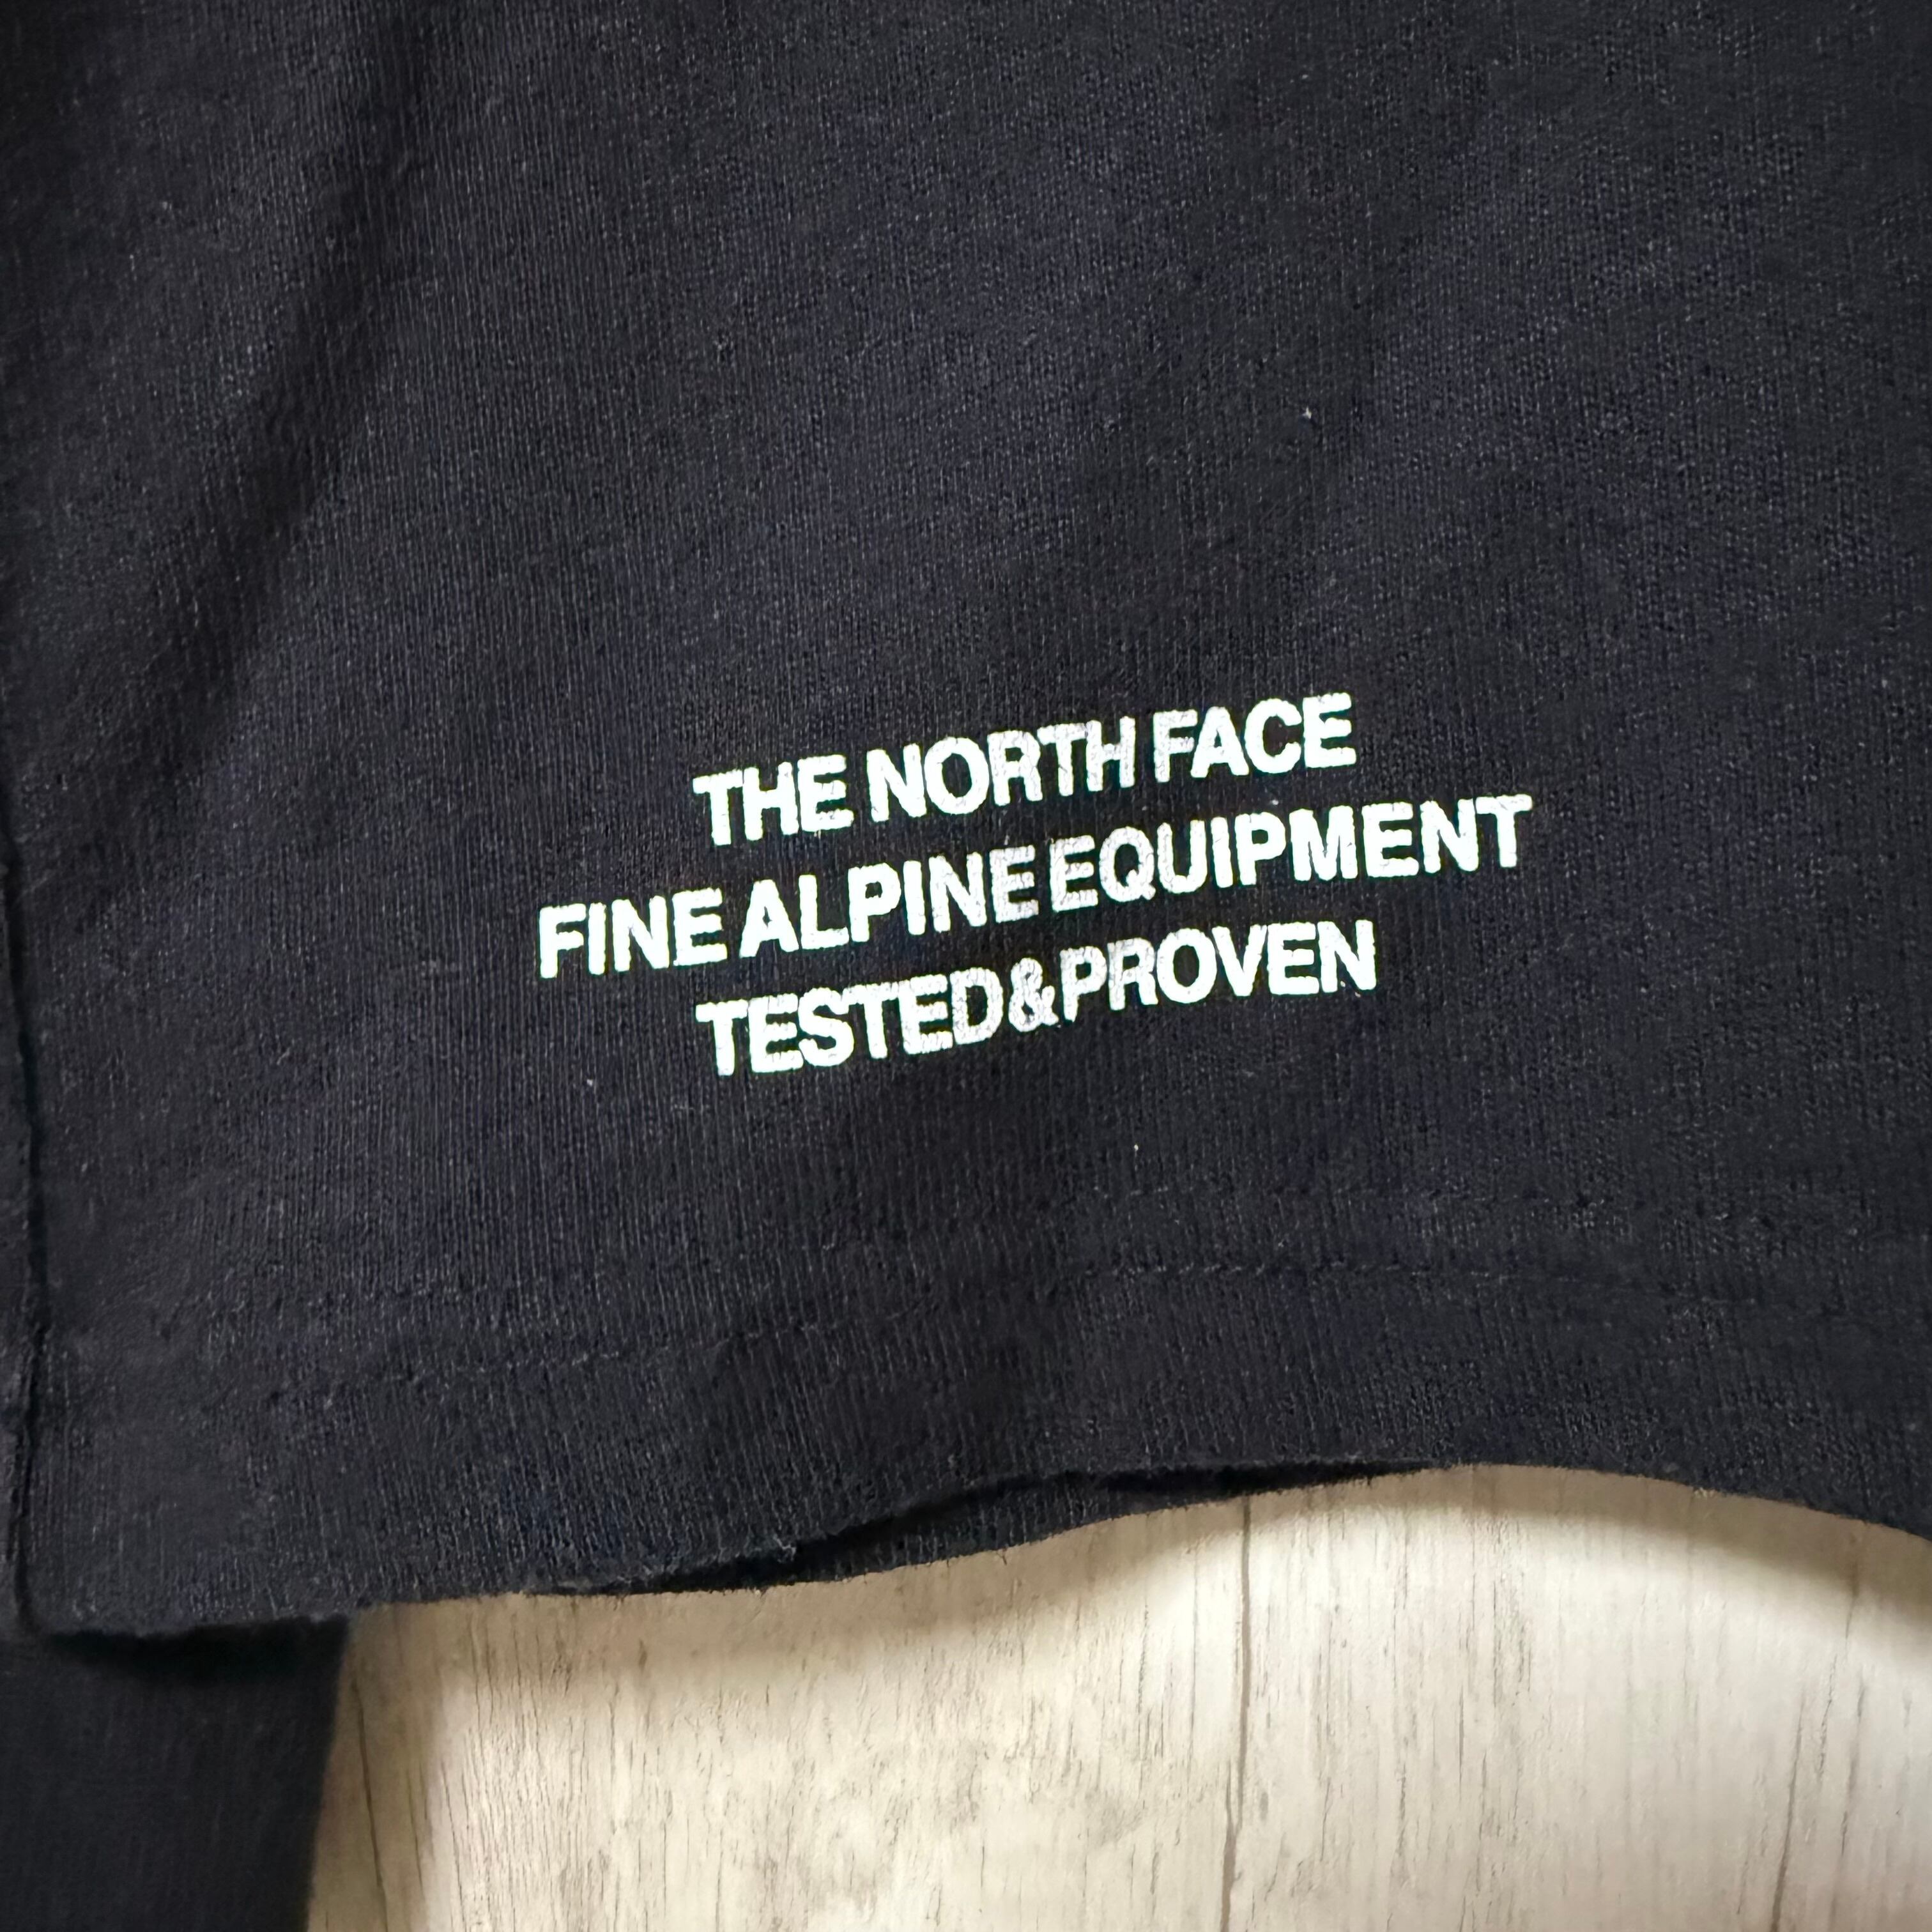 THE NORTH FACE
FINE ALPINE EQUIPMENT
TESTED&PROVEN